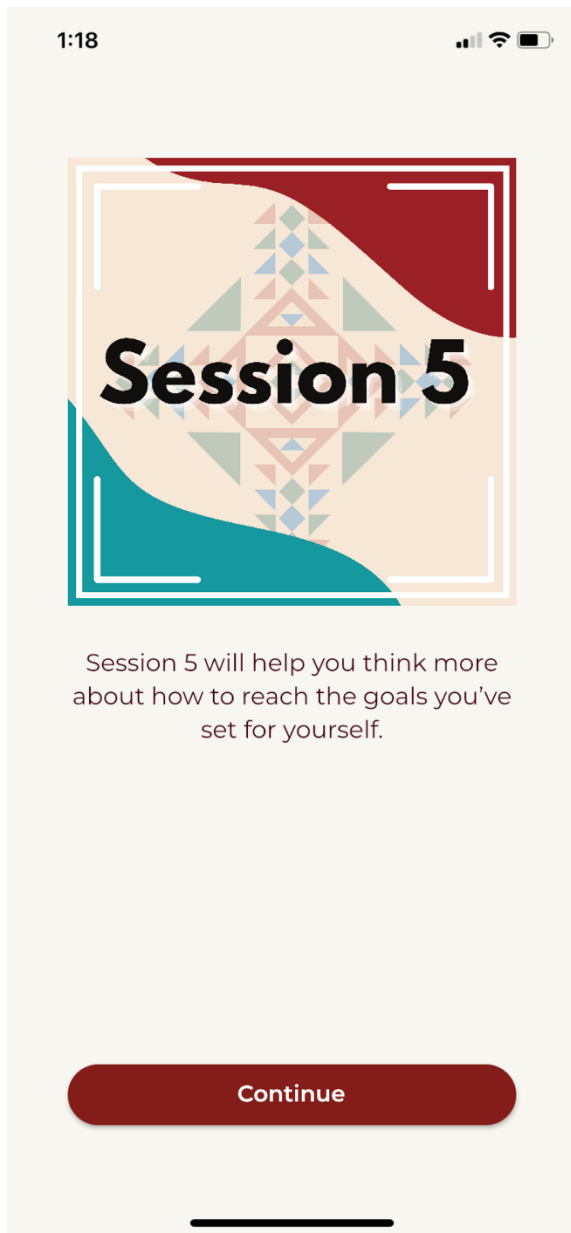 1:18
Session 5
Session 5 will help you think more
about how to reach the goals you’ve
set for yourself.
Continue